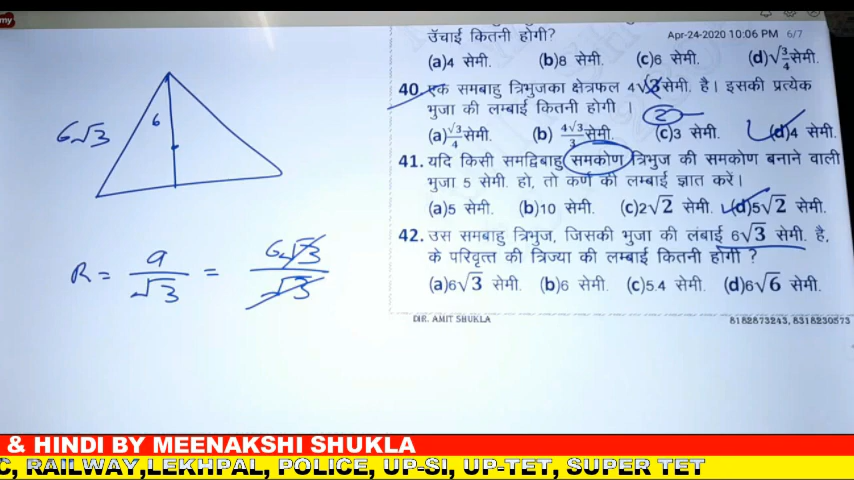 my
ऊँचाई कितनी होगी?
Apr-24-2020 10:06 PM 6/7
(a)4 सेमी. (b)8 सेमी. (c)6 सेमी. (d)√3/4 सेमी.
40. एक समबाहु त्रिभुजका क्षेत्रफल 4√3सेमी. है। इसकी प्रत्येक
भुजा की लम्बाई कितनी होगी ।
2
(a)√3/4 सेमी. (b) 4√3/3 सेमी. (c)3 सेमी. (d)4 सेमी.
41. यदि किसी समद्विबाहु समकोण त्रिभुज की समकोण बनाने वाली
भुजा 5 सेमी. हो, तो कर्ण की लम्बाई ज्ञात करें।
(a)5 सेमी. (b)10 सेमी. (c)2√2 सेमी. (d)5√2 सेमी.
42. उस समबाहु त्रिभुज, जिसकी भुजा की लंबाई 6√3 सेमी. है,
के परिवृत्त की त्रिज्या की लम्बाई कितनी होगी ?
(a)6√3 सेमी. (b)6 सेमी. (c)5.4 सेमी. (d)6√6 सेमी.
DIR. AMIT SHUKLA 8182873243, 8318230573
6√3
6
R = a/√3 = 6√3/√3
& HINDI BY MEENAKSHI SHUKLA
C, RAILWAY,LEKHPAL, POLICE, UP-SI, UP-TET, SUPER TET